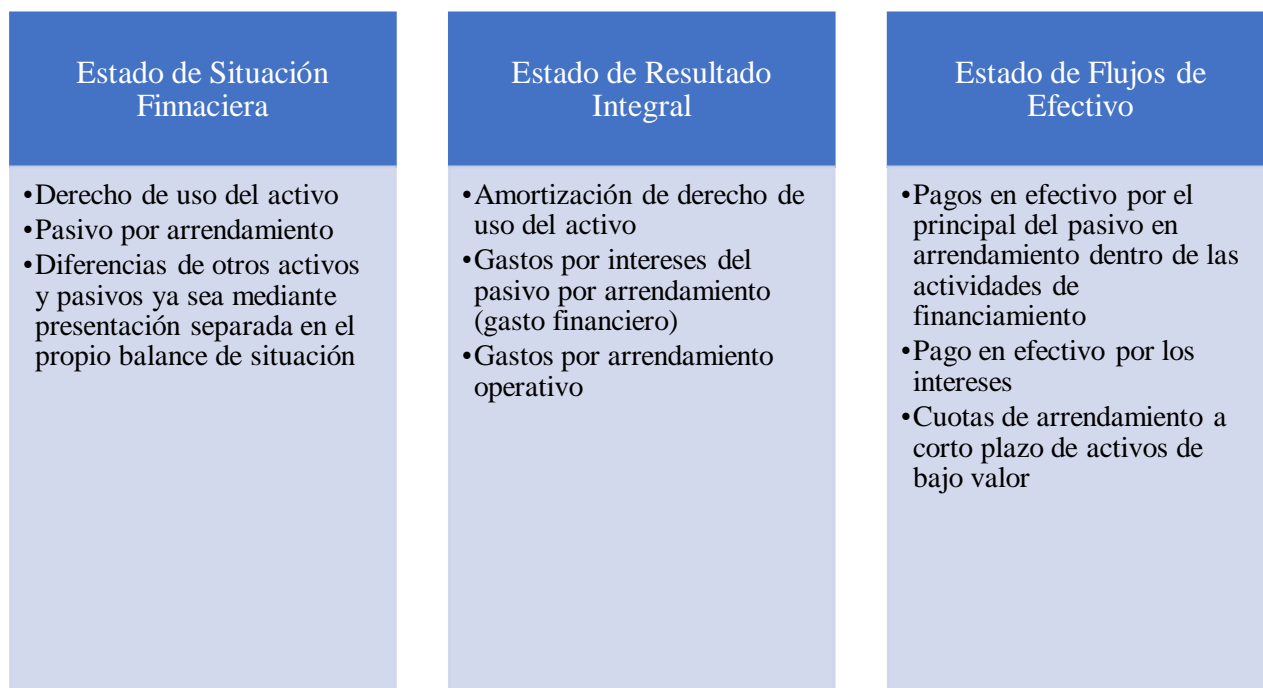 Estado de Situación
Finnaciera
•Derecho de uso del activo
•Pasivo por arrendamiento
•Diferencias de otros activos
y pasivos ya sea mediante
presentación separada en el
propio balance de situación
Estado de Resultado
Integral
•Amortización de derecho de
uso del activo
•Gastos por intereses del
pasivo por arrendamiento
(gasto financiero)
•Gastos por arrendamiento
operativo
Estado de Flujos de
Efectivo
•Pagos en efectivo por el
principal del pasivo en
arrendamiento dentro de las
actividades de
financiamiento
•Pago en efectivo por los
intereses
•Cuotas de arrendamiento a
corto plazo de activos de
bajo valor